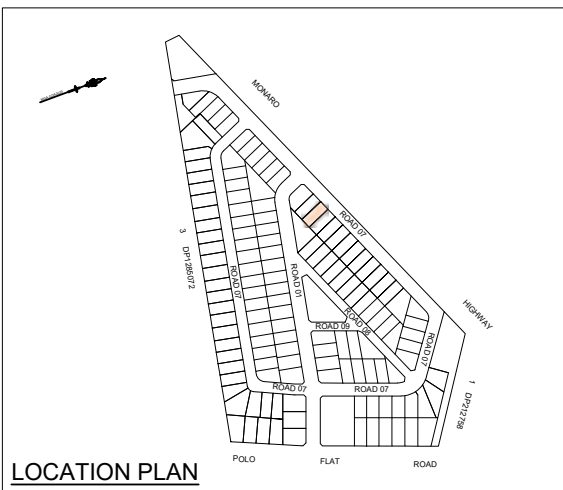 MONARO
ROAD 07
3 DP1285072
ROAD 07
ROAD 01
HIGHWAY
ROAD 08
ROAD 09
ROAD 07
ROAD 07
ROAD 07
1 DP212758
POLO FLAT ROAD
LOCATION PLAN